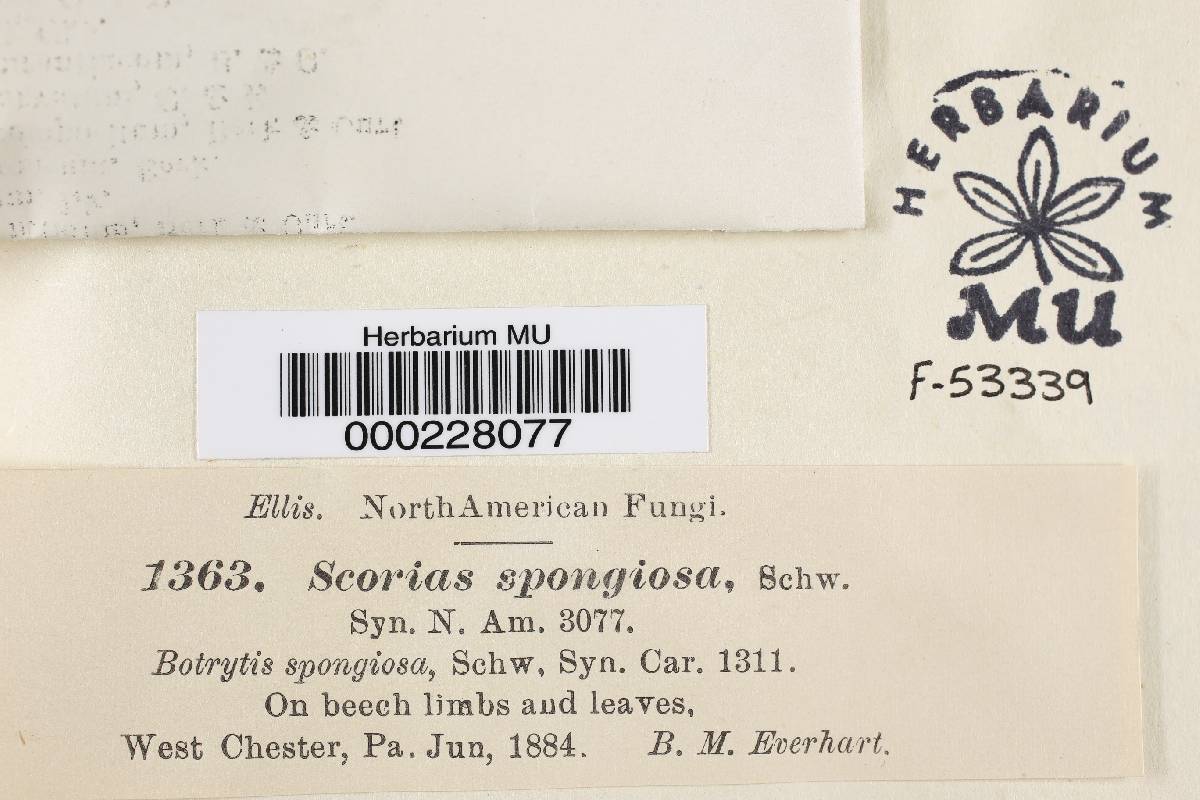 HERBARIUM
MU
F-53339
Herbarium MU
000228077
Ellis. North American Fungi.
1363. Scorias spongiosa, Schw.
Syn. N. Am. 3077.
Botrytis spongiosa, Schw, Syn. Car. 1311.
On beech limbs and leaves,
West Chester, Pa. Jun, 1884. B. M. Everhart.